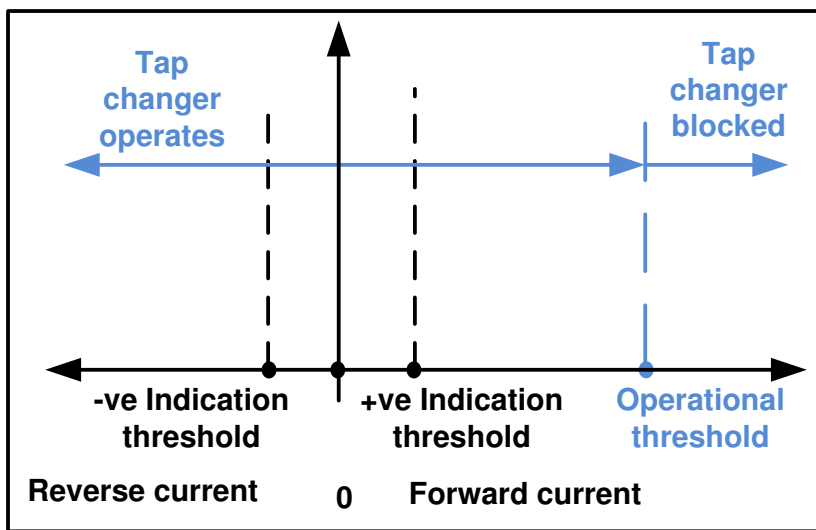 Tap
changer
operates
Tap
changer
blocked
-ve Indication
threshold
+ve Indication
threshold
Operational
threshold
Reverse current
0
Forward current